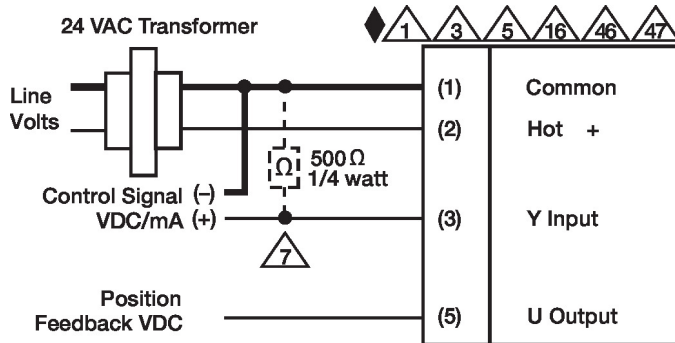 24 VAC Transformer
1 3 5 16 46 47
Line
Volts
(1) Common
(2) Hot +
Ω 500 Ω
1/4 watt
Control Signal (–)
VDC/mA (+)
(3) Y Input
7
Position
Feedback VDC
(5) U Output